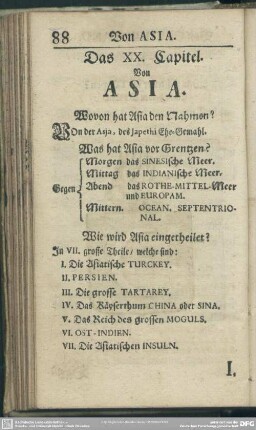 88 Von ASIA.
Das XX. Capitel.
Von
ASIA.
Wovon hat Asia den Nahmen?
Von der Asja, des Japethi Ehe-Gemahl.
Was hat Asia vor Grentzen?
Morgen das SINESische Meer.
Mittag das INDIANische Meer.
Gegen Abend das ROTHE-MITTEL-Meer
und EUROPAM.
Mittern. OCEAN. SEPTENTRIO-
NAL.
Wie wird Asia eingetheilet?
In VII. grosse Theile/ welche sind:
I. Die Asiatische TURCKEY.
II. PERSIEN.
III. Die grosse TARTAREY.
IV. Das Käyserthum CHINA oder SINA.
V. Das Reich des grossen MOGULS.
VI. OST-INDIEN.
VII. Die Asiatischen INSULN.
I.
DFG